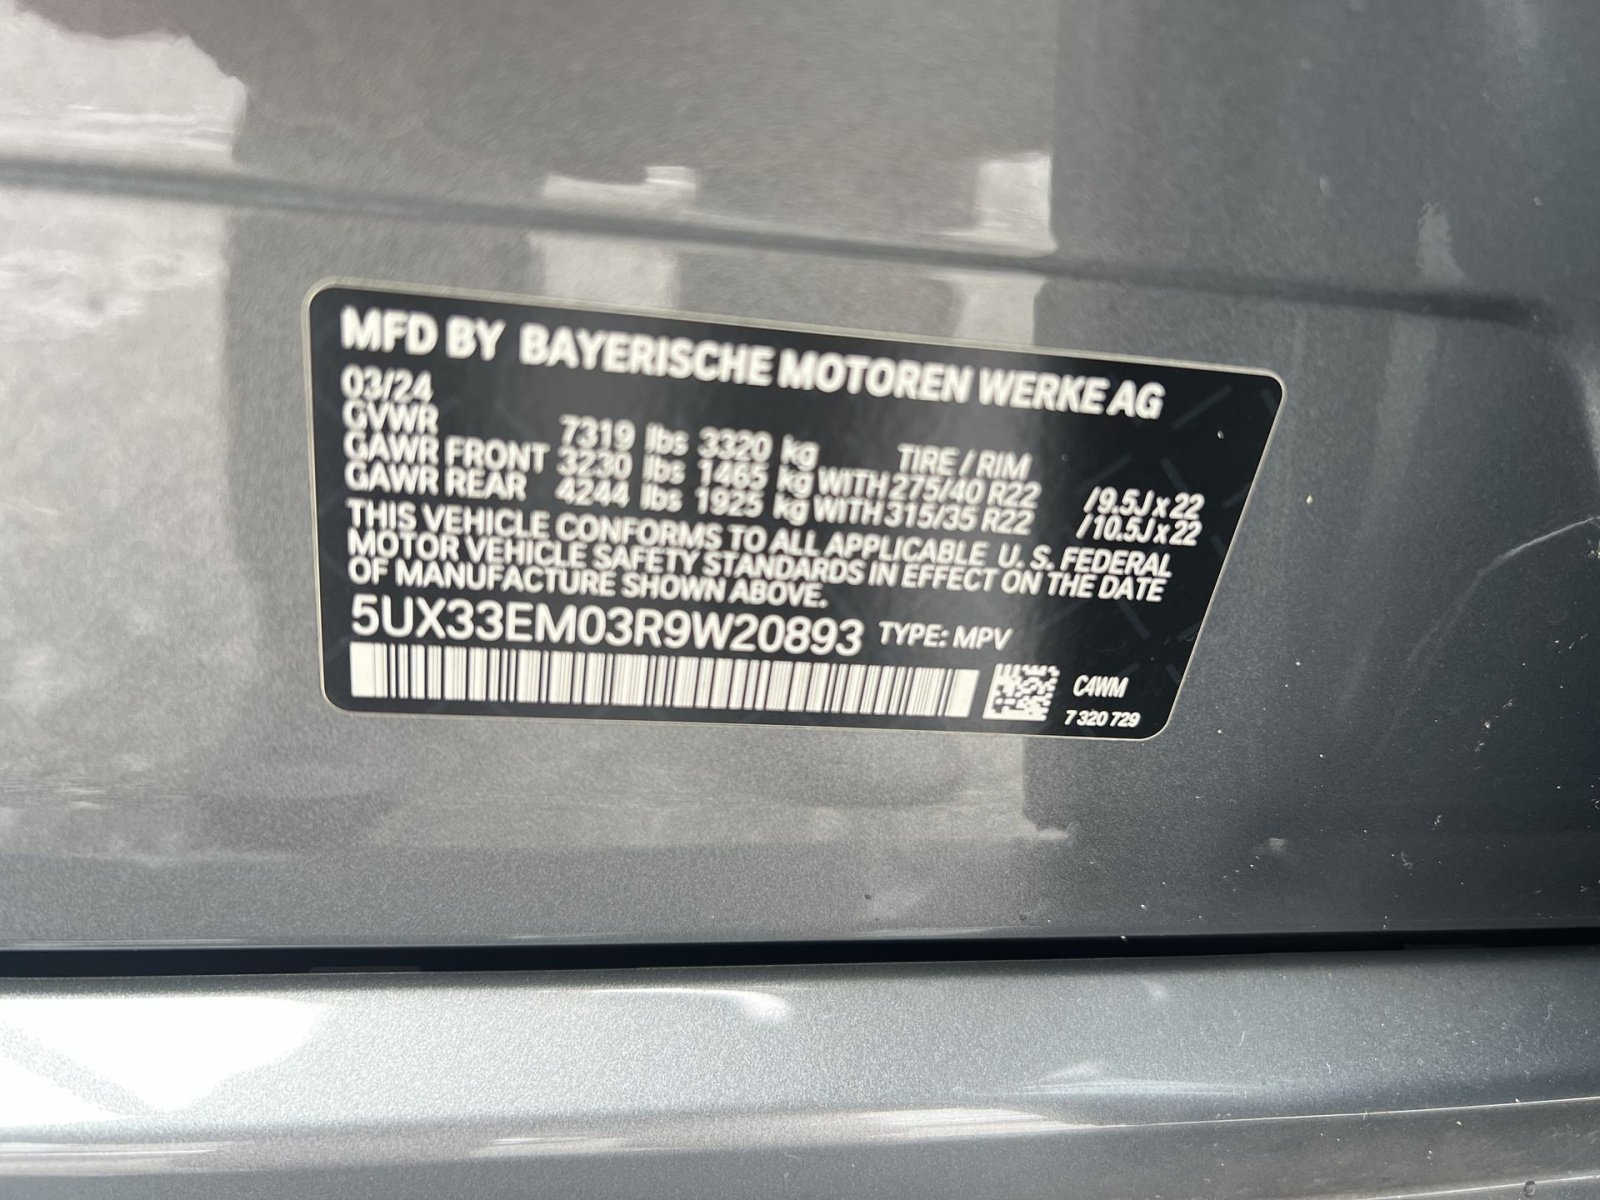 MFD BY BAYERISCHE MOTOREN WERKE AG
03/24
GVWR 7319 lbs 3320 kg TIRE / RIM
GAWR FRONT 3230 lbs 1465 kg WITH 275/40 R22 /9.5J x 22
GAWR REAR 4244 lbs 1925 kg WITH 315/35 R22 /10.5J x 22
THIS VEHICLE CONFORMS TO ALL APPLICABLE U. S. FEDERAL
MOTOR VEHICLE SAFETY STANDARDS IN EFFECT ON THE DATE
OF MANUFACTURE SHOWN ABOVE.
5UX33EM03R9W20893 TYPE: MPV
C4WM
7 320 729